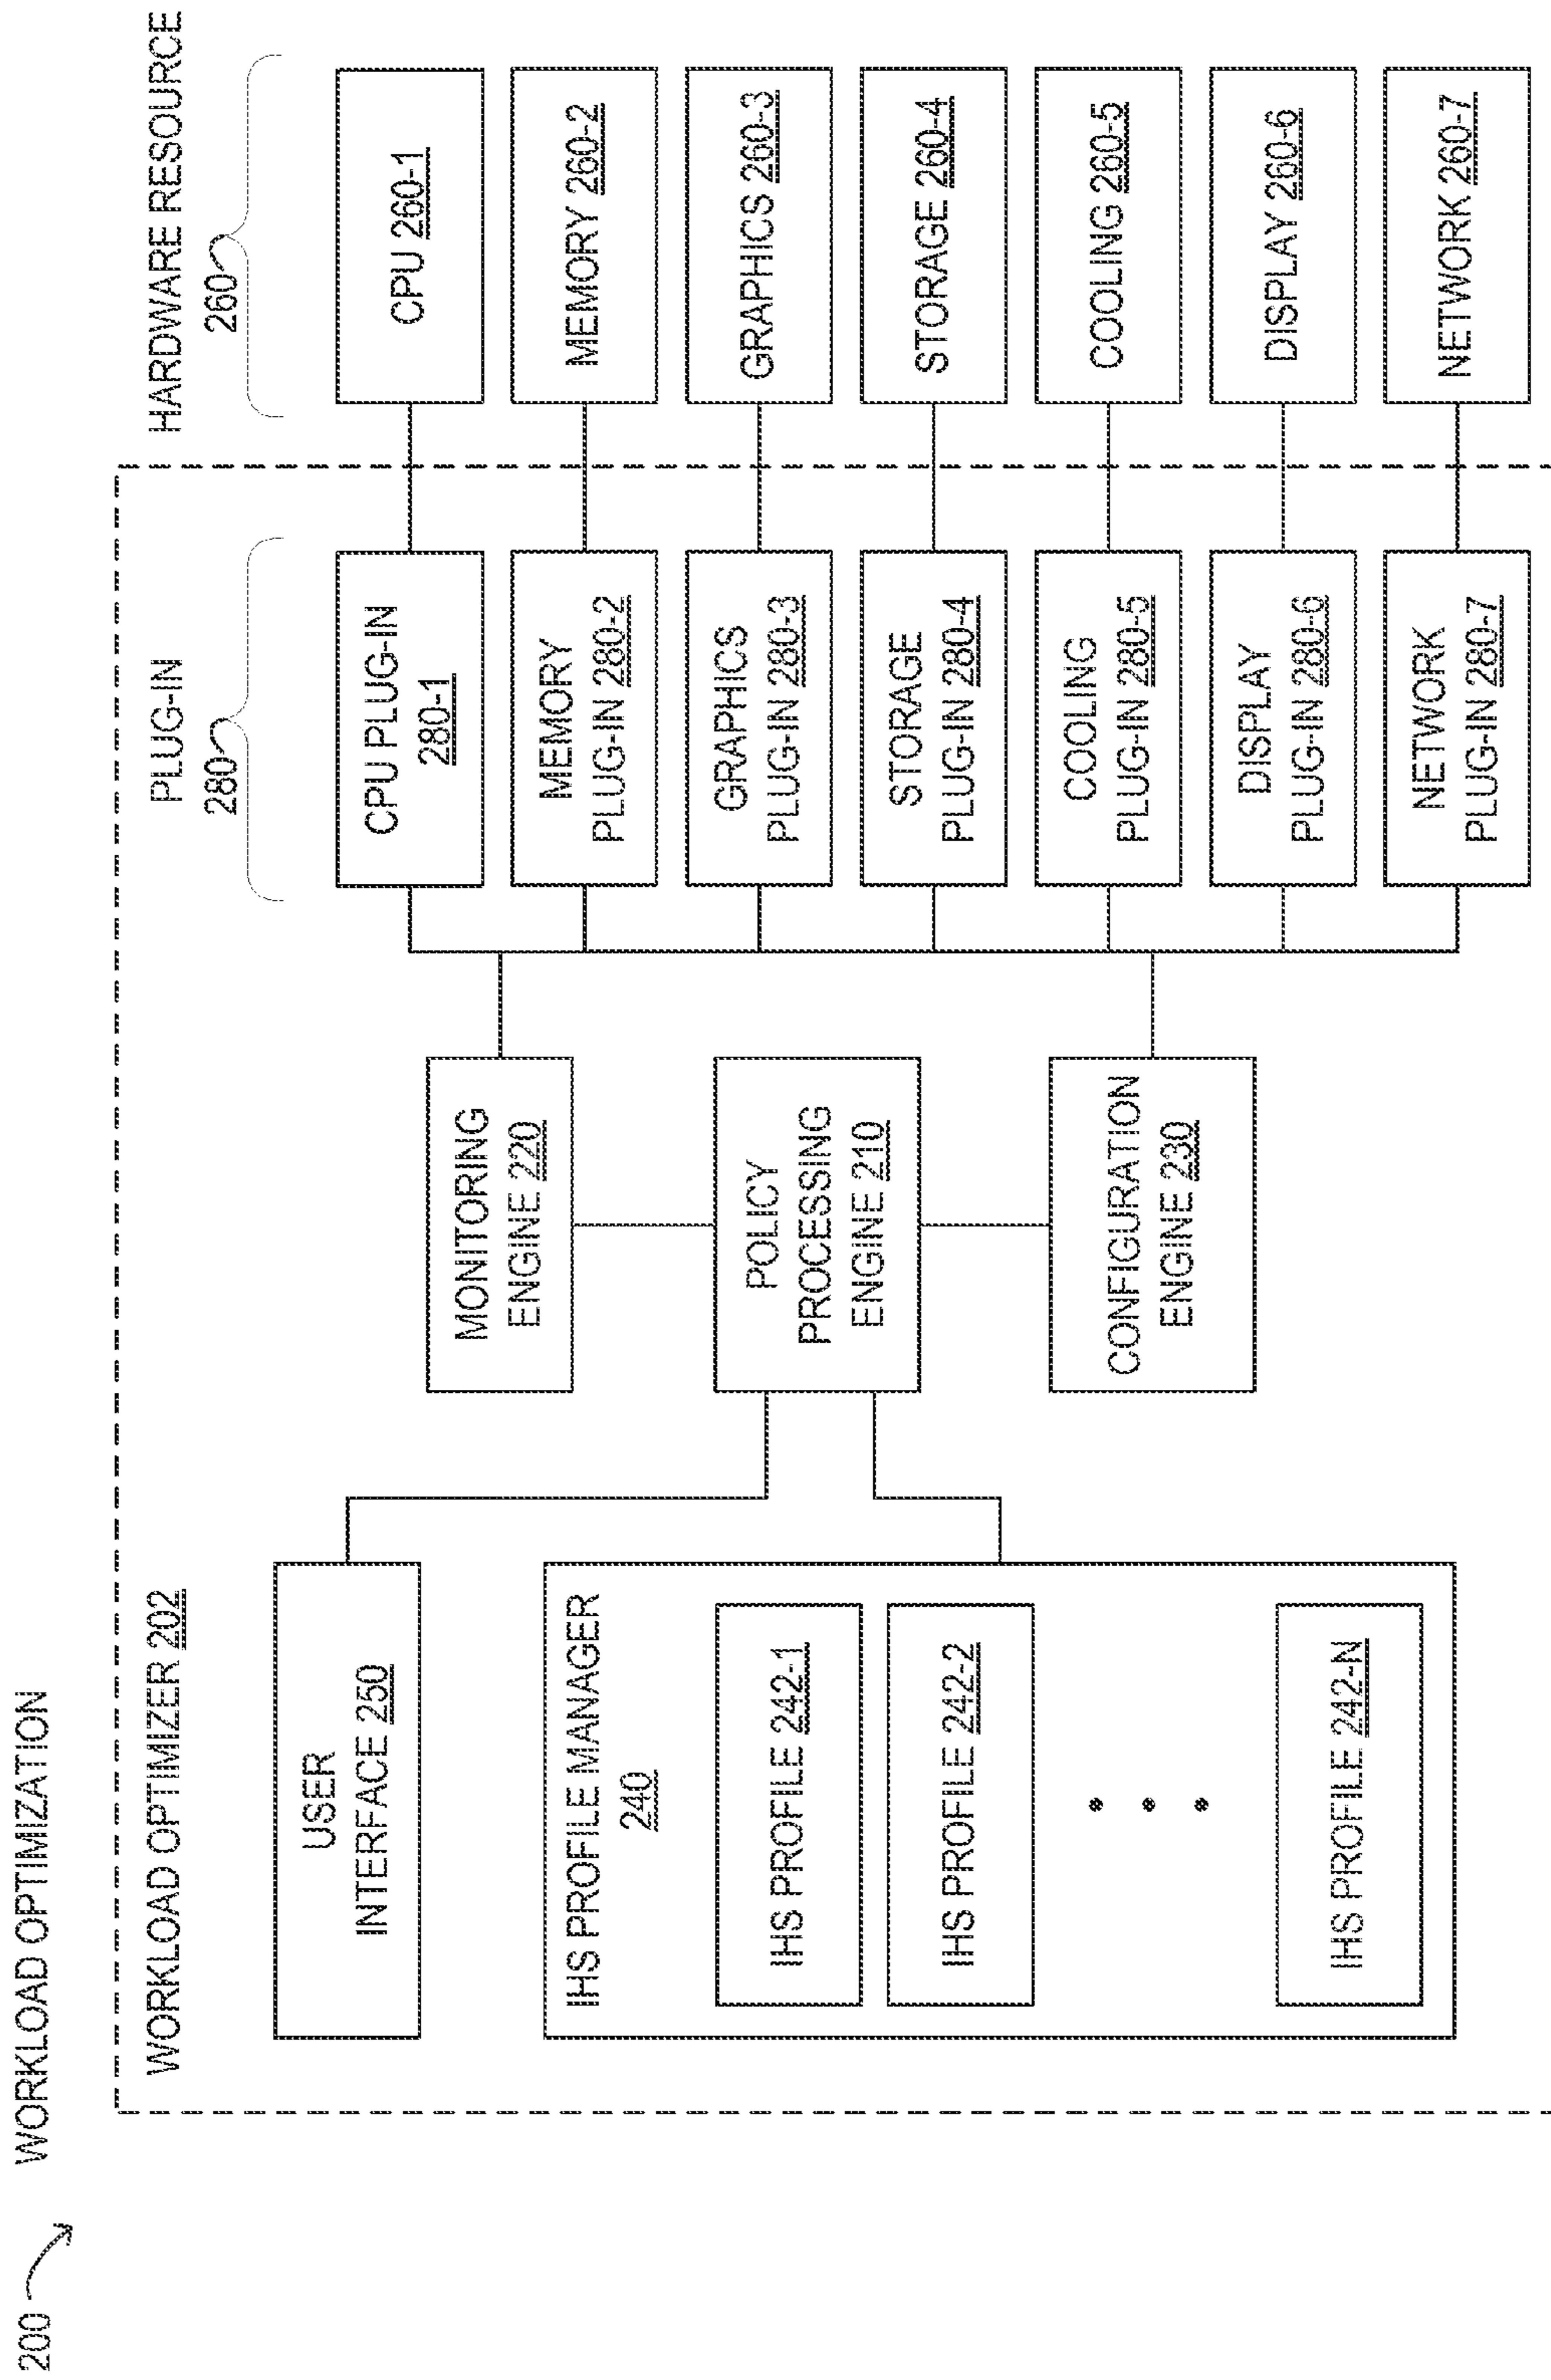 200
WORKLOAD OPTIMIZATION
WORKLOAD OPTIMIZER 202
USER
INTERFACE 250
IHS PROFILE MANAGER
240
IHS PROFILE 242-1
IHS PROFILE 242-2
IHS PROFILE 242-N
MONITORING
ENGINE 220
POLICY
PROCESSING
ENGINE 210
CONFIGURATION
ENGINE 230
PLUG-IN
280
CPU PLUG-IN
280-1
MEMORY
PLUG-IN 280-2
GRAPHICS
PLUG-IN 280-3
STORAGE
PLUG-IN 280-4
COOLING
PLUG-IN 280-5
DISPLAY
PLUG-IN 280-6
NETWORK
PLUG-IN 280-7
HARDWARE RESOURCE
260
CPU 260-1
MEMORY 260-2
GRAPHICS 260-3
STORAGE 260-4
COOLING 260-5
DISPLAY 260-6
NETWORK 260-7